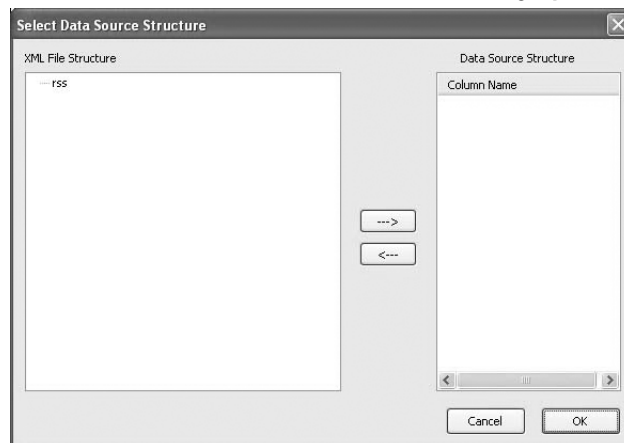 Select Data Source Structure
XML File Structure
Data Source Structure
rss
Column Name
--->
<---
Cancel
OK